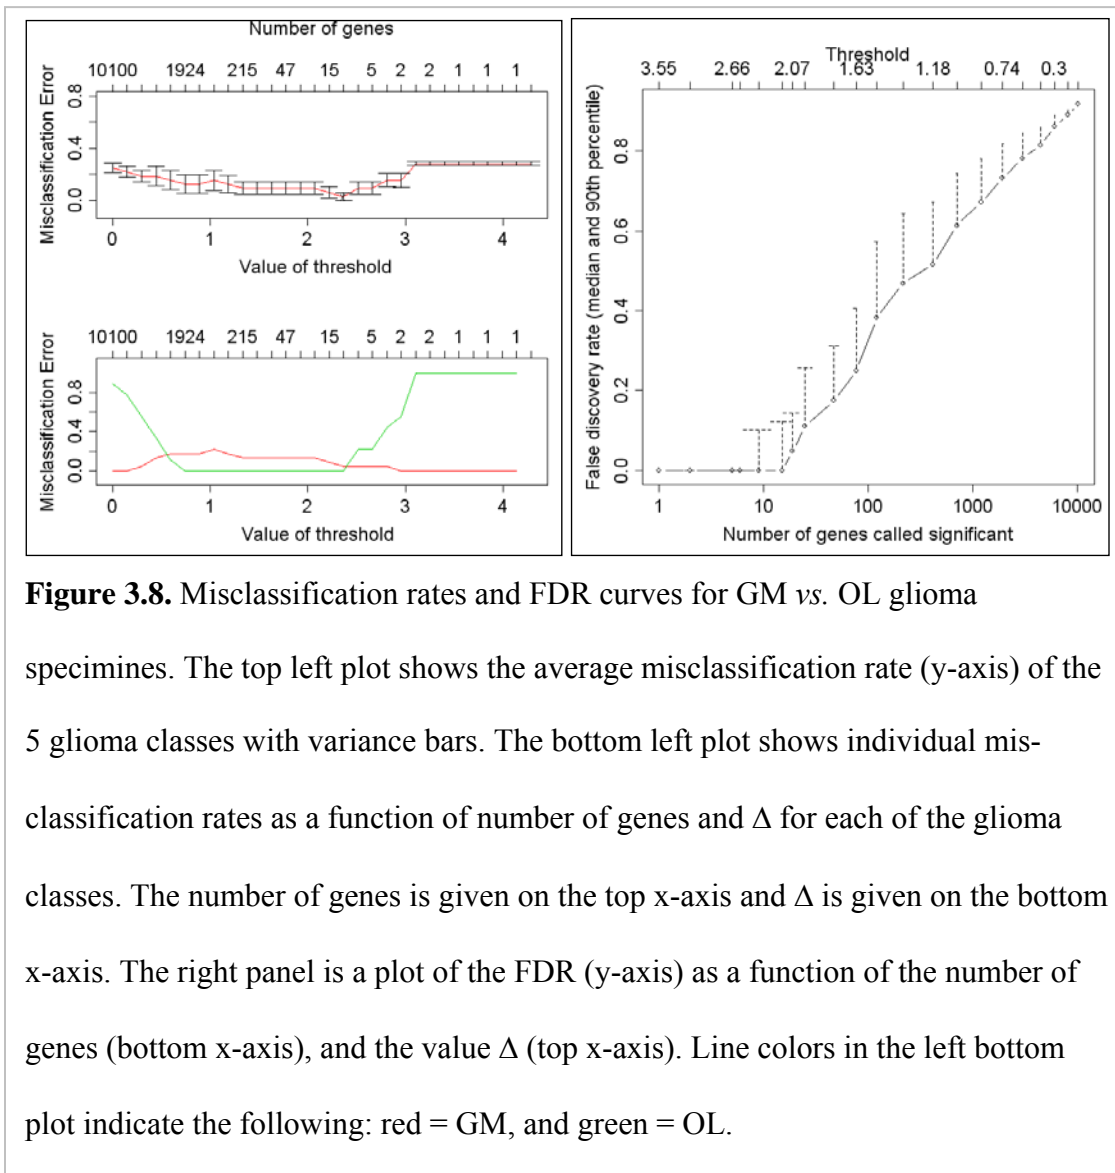 Number of genes
10100 1924 215 47 15 5 2 2 1 1 1
Misclassification Error
0.8
0.4
0.0
0 1 2 3 4
Value of threshold
10100 1924 215 47 15 5 2 2 1 1 1
Misclassification Error
0.8
0.4
0.0
0 1 2 3 4
Value of threshold
Threshold
3.55 2.66 2.07 1.63 1.18 0.74 0.3
False discovery rate (median and 90th percentile)
0.8
0.6
0.4
0.2
0.0
1 10 100 1000 10000
Number of genes called significant
Figure 3.8. Misclassification rates and FDR curves for GM vs. OL glioma
specimines. The top left plot shows the average misclassification rate (y-axis) of the
5 glioma classes with variance bars. The bottom left plot shows individual mis-
classification rates as a function of number of genes and Δ for each of the glioma
classes. The number of genes is given on the top x-axis and Δ is given on the bottom
x-axis. The right panel is a plot of the FDR (y-axis) as a function of the number of
genes (bottom x-axis), and the value Δ (top x-axis). Line colors in the left bottom
plot indicate the following: red = GM, and green = OL.